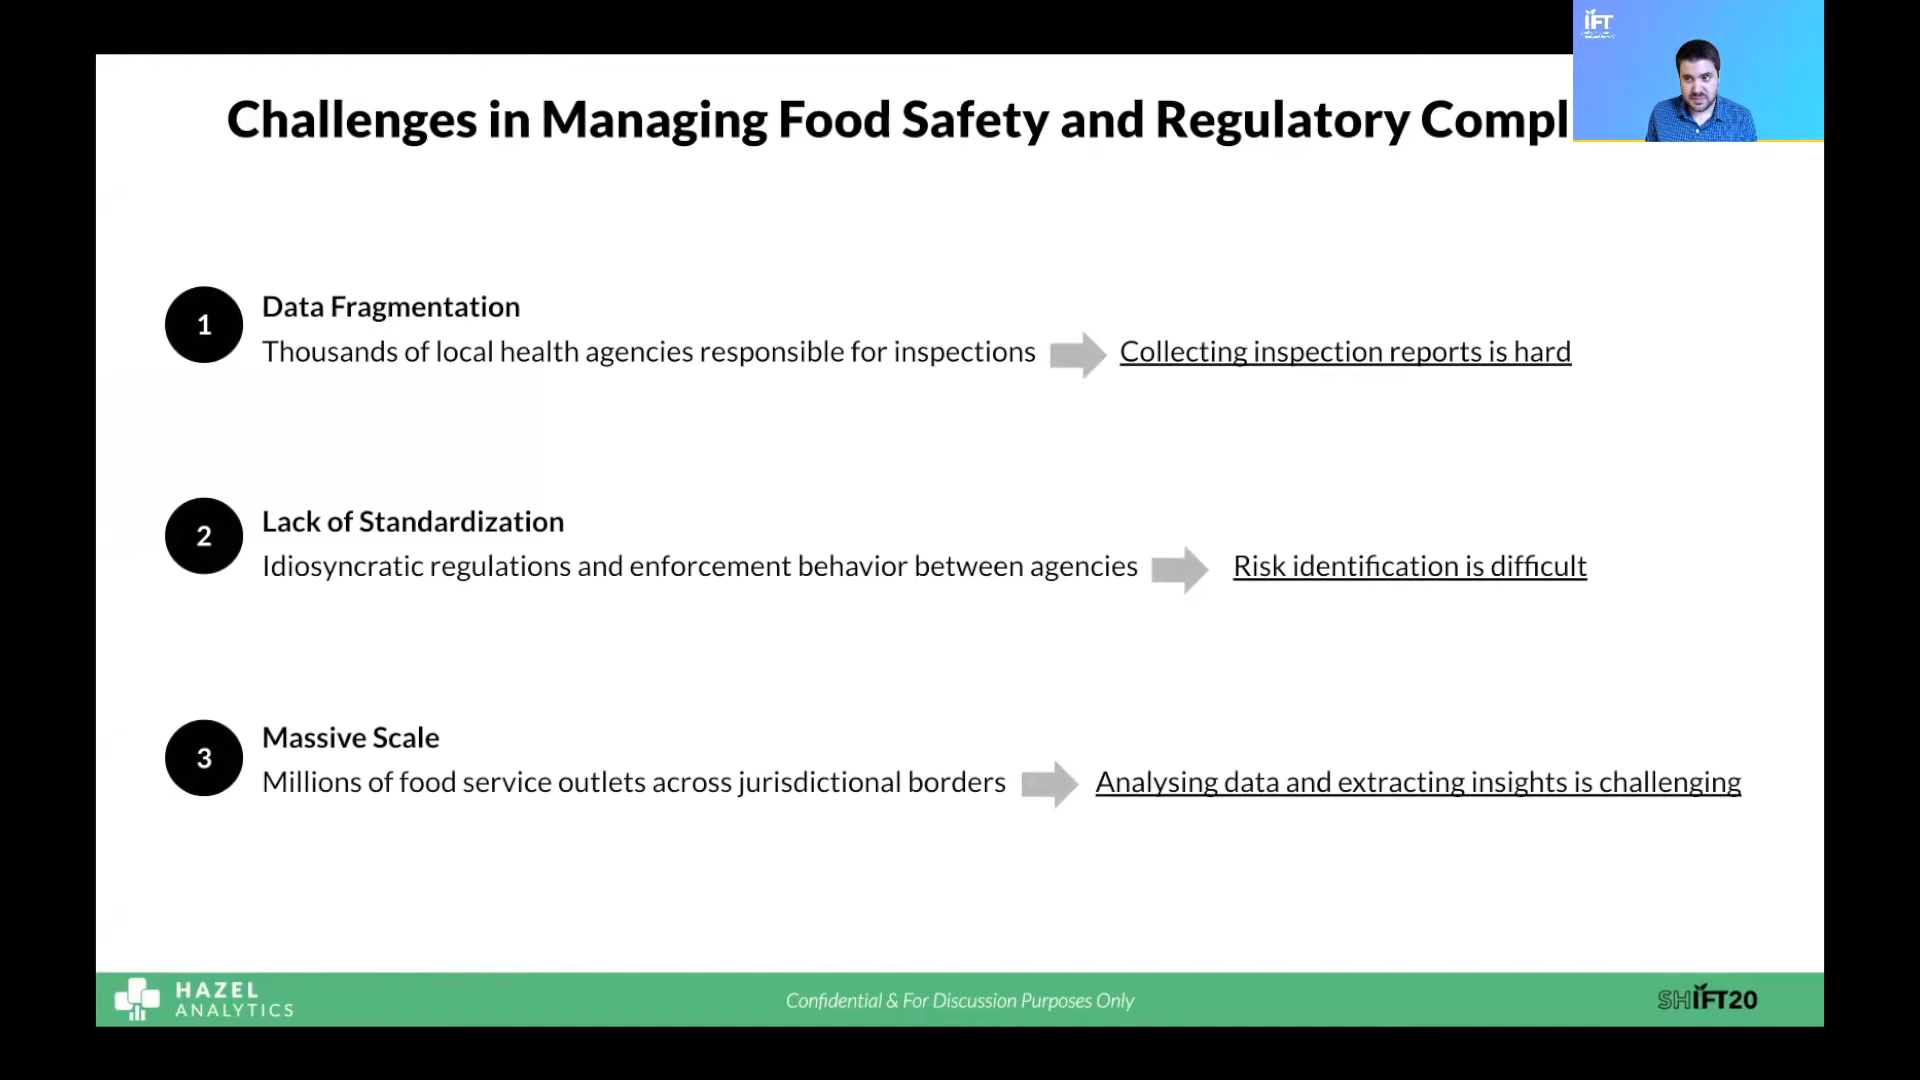 IFT
Challenges in Managing Food Safety and Regulatory Compl
1
Data Fragmentation
Thousands of local health agencies responsible for inspections
Collecting inspection reports is hard
2
Lack of Standardization
Idiosyncratic regulations and enforcement behavior between agencies
Risk identification is difficult
3
Massive Scale
Millions of food service outlets across jurisdictional borders
Analysing data and extracting insights is challenging
HAZEL
ANALYTICS
Confidential & For Discussion Purposes Only
SHIFT20